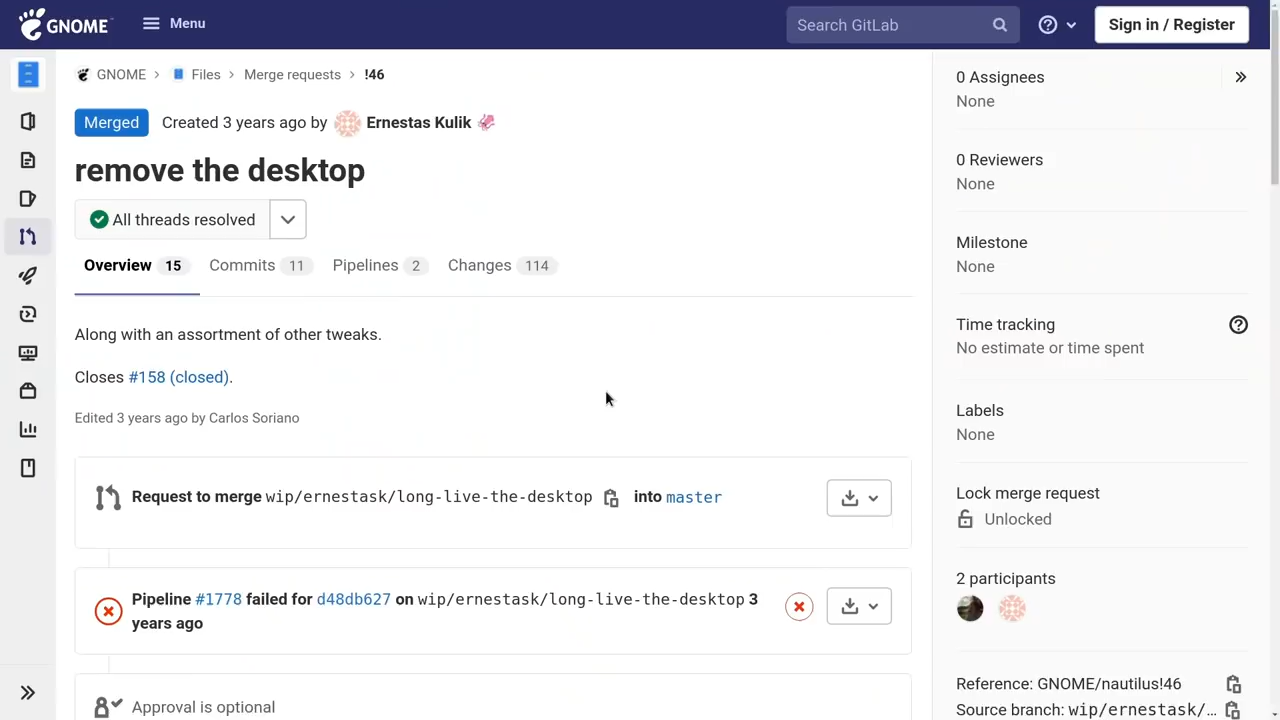 GNOME
Menu
Search GitLab
Sign in / Register
GNOME > Files > Merge requests > !46
Merged Created 3 years ago by Ernestas Kulik
remove the desktop
All threads resolved
Overview 15 Commits 11 Pipelines 2 Changes 114
Along with an assortment of other tweaks.
Closes #158 (closed).
Edited 3 years ago by Carlos Soriano
Request to merge wip/ernestask/long-live-the-desktop into master
Pipeline #1778 failed for d48db627 on wip/ernestask/long-live-the-desktop 3
years ago
Approval is optional
0 Assignees
None
0 Reviewers
None
Milestone
None
Time tracking
No estimate or time spent
Labels
None
Lock merge request
Unlocked
2 participants
Reference: GNOME/nautilus!46
Source branch: wip/ernestask/...